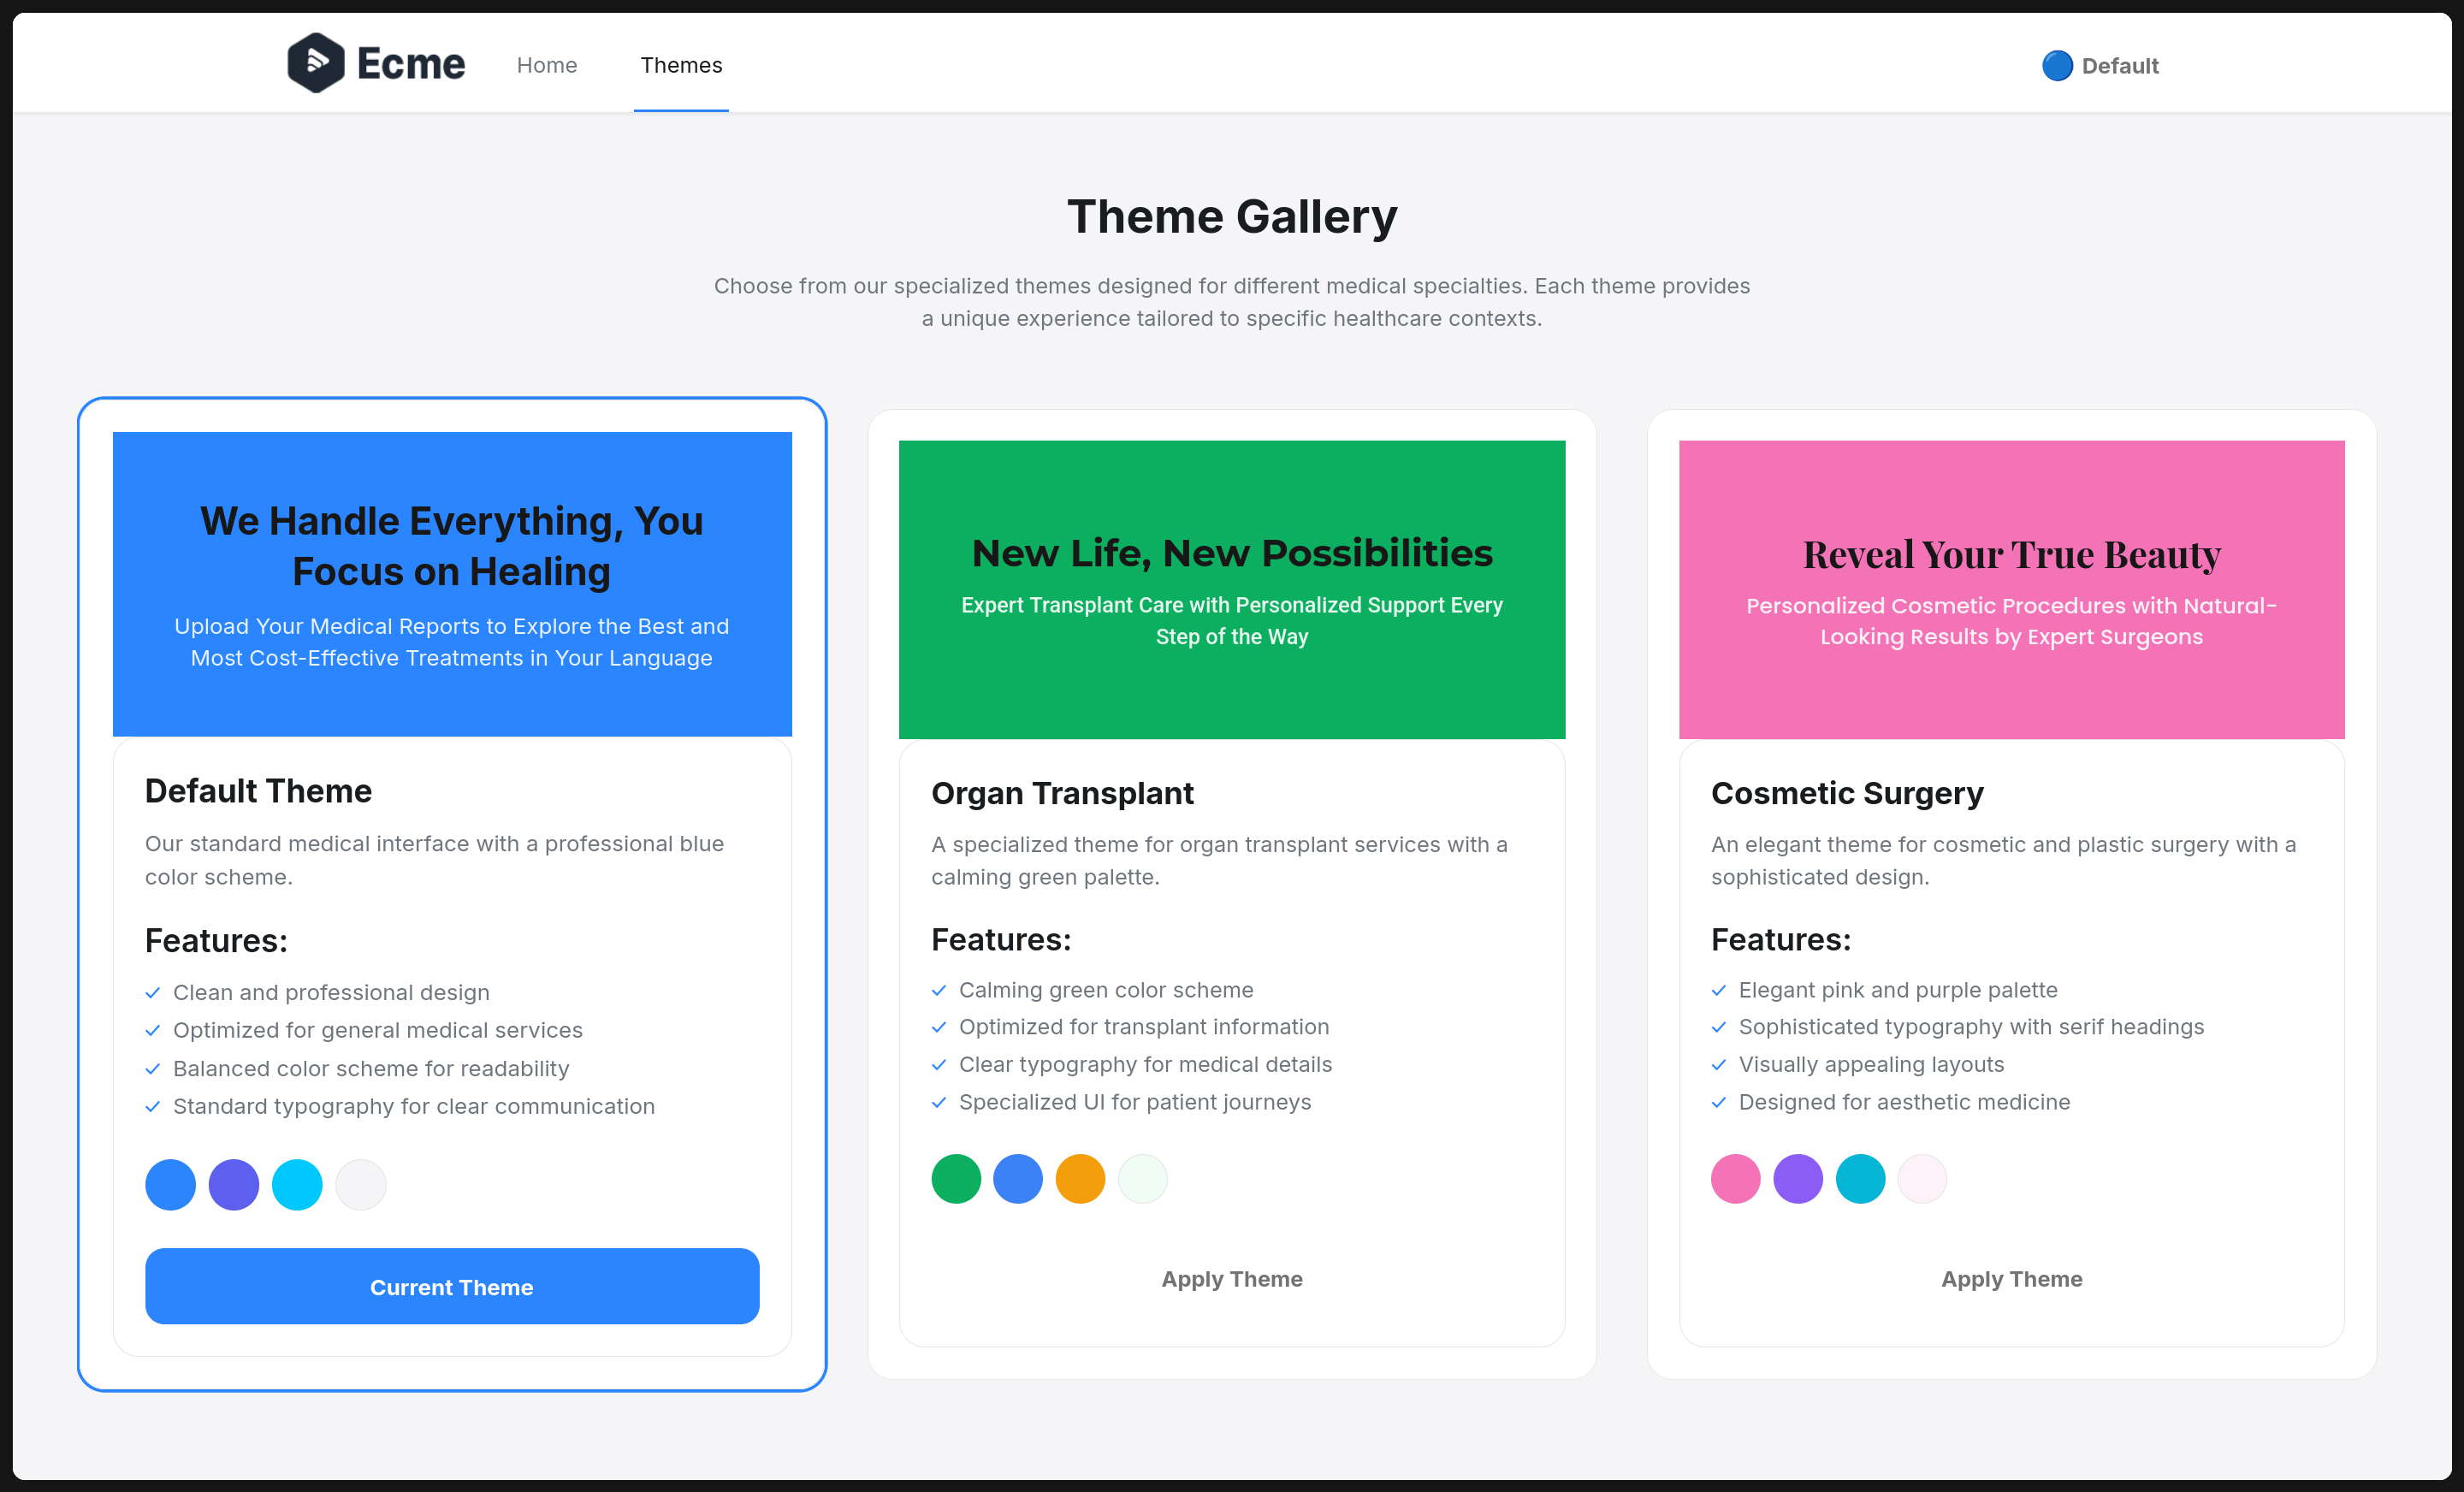 Ecme
Home
Themes
Default
Theme Gallery
Choose from our specialized themes designed for different medical specialties. Each theme provides
a unique experience tailored to specific healthcare contexts.
We Handle Everything, You
Focus on Healing
Upload Your Medical Reports to Explore the Best and
Most Cost-Effective Treatments in Your Language
Default Theme
Our standard medical interface with a professional blue
color scheme.
Features:
Clean and professional design
Optimized for general medical services
Balanced color scheme for readability
Standard typography for clear communication
Current Theme
New Life, New Possibilities
Expert Transplant Care with Personalized Support Every
Step of the Way
Organ Transplant
A specialized theme for organ transplant services with a
calming green palette.
Features:
Calming green color scheme
Optimized for transplant information
Clear typography for medical details
Specialized UI for patient journeys
Apply Theme
Reveal Your True Beauty
Personalized Cosmetic Procedures with Natural-
Looking Results by Expert Surgeons
Cosmetic Surgery
An elegant theme for cosmetic and plastic surgery with a
sophisticated design.
Features:
Elegant pink and purple palette
Sophisticated typography with serif headings
Visually appealing layouts
Designed for aesthetic medicine
Apply Theme